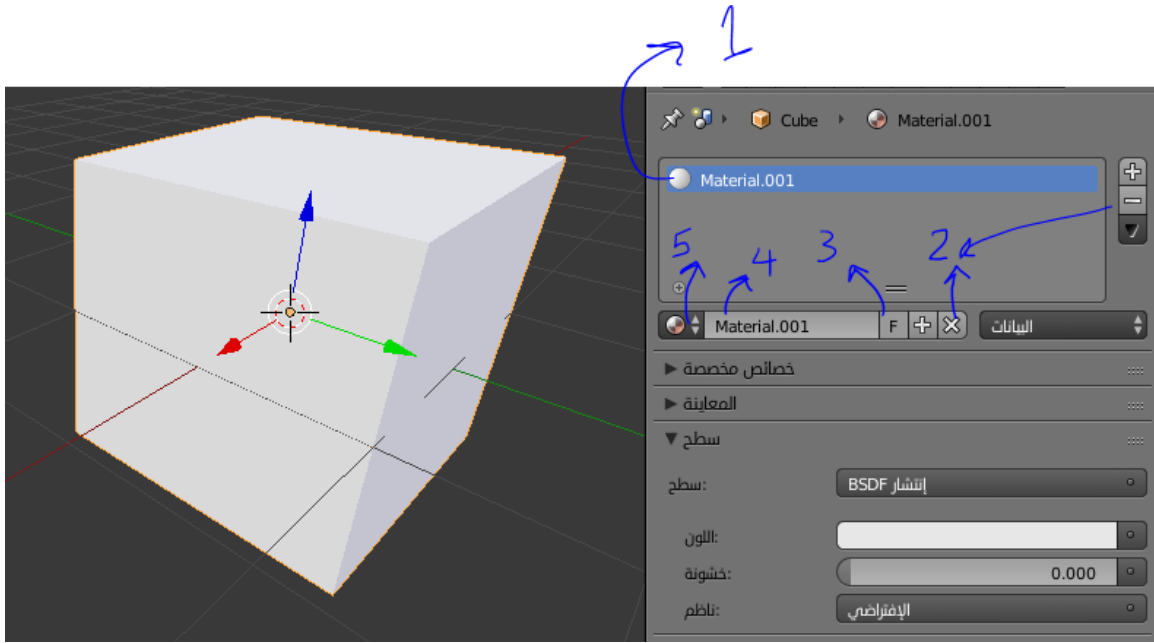 1
Cube Material.001
Material.001
5 4 3 2
Material.001 F البيانات
خصائص مخصصة
المعاينة
سطح
سطح: إنتشار BSDF
اللون:
خشونة: 0.000
ناظم: الإفتراضي